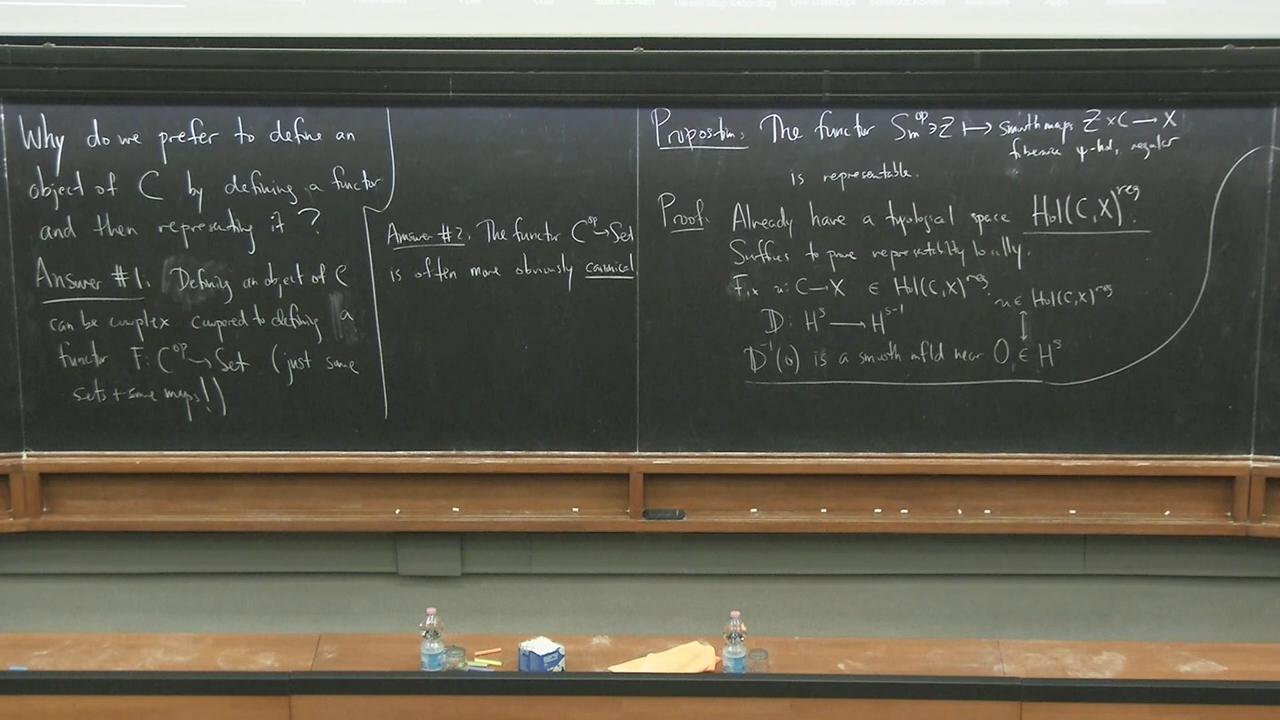 Why do we prefer to define an
object of C by defining a functor
and then representing it?
Answer #1. Defining an object of C
can be complex compared to defining a
functor F: C^op → Set (just some
sets + some maps!)
Answer #2. The functor C^op → Set
is often more obviously canonical
Proposition: The functor Sm^op ∋ Z ↦ smooth maps Z × C → X
fiberwise ψ-hol, regular
is representable.
Proof. Already have a topological space Hol(C,X)^reg.
Suffices to prove representability locally.
Fix u: C → X ∈ Hol(C,X)^reg.
u ∈ Hol(C,X)^reg
↕
D: H^s → H^s-1
D^-1(0) is a smooth mfld near 0, ∈ H^s